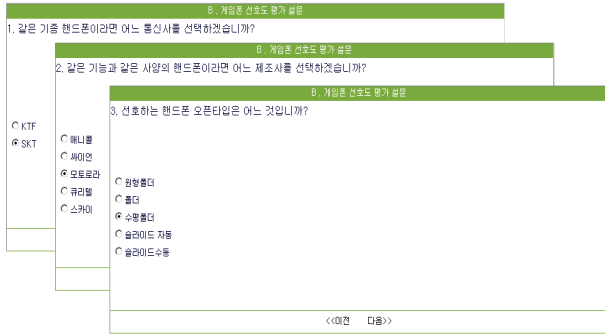 B. 게임폰 선호도 평가 설문
1. 같은 기종 핸드폰이라면 어느 통신사를 선택하겠습니까?
KTF
SKT
B. 게임폰 선호도 평가 설문
2. 같은 기능과 같은 사양의 핸드폰이라면 어느 제조사를 선택하겠습니까?
애니콜
싸이언
모토로라
큐리텔
스카이
B. 게임폰 선호도 평가 설문
3. 선호하는 핸드폰 오픈타입은 어느 것입니까?
원형폴더
폴더
수평폴더
슬라이드 자동
슬라이드수동
<<이전 다음>>